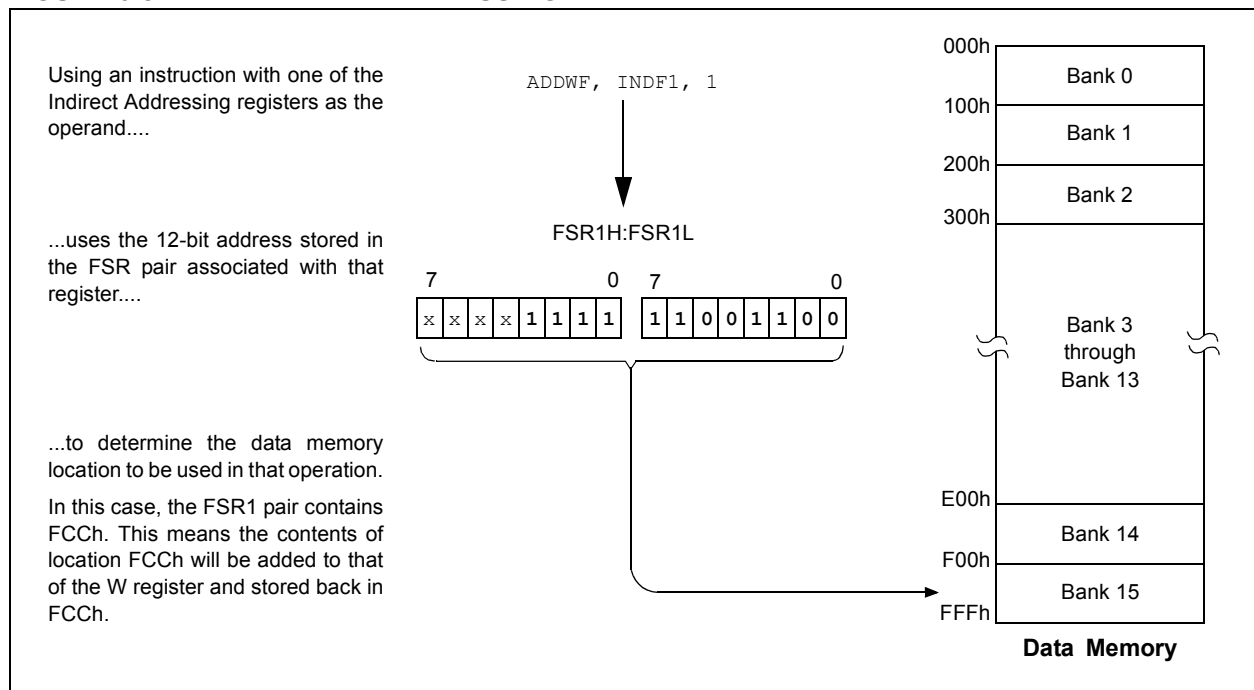 Using an instruction with one of the
Indirect Addressing registers as the
operand....
ADDWF, INDF1, 1
...uses the 12-bit address stored in
the FSR pair associated with that
register....
FSR1H:FSR1L
7 0 7 0
x x x x 1 1 1 1 1 1 0 0 1 1 0 0
...to determine the data memory
location to be used in that operation.
In this case, the FSR1 pair contains
FCCh. This means the contents of
location FCCh will be added to that
of the W register and stored back in
FCCh.
000h
Bank 0
100h
Bank 1
200h
Bank 2
300h
Bank 3
through
Bank 13
E00h
Bank 14
F00h
Bank 15
FFFh
Data Memory